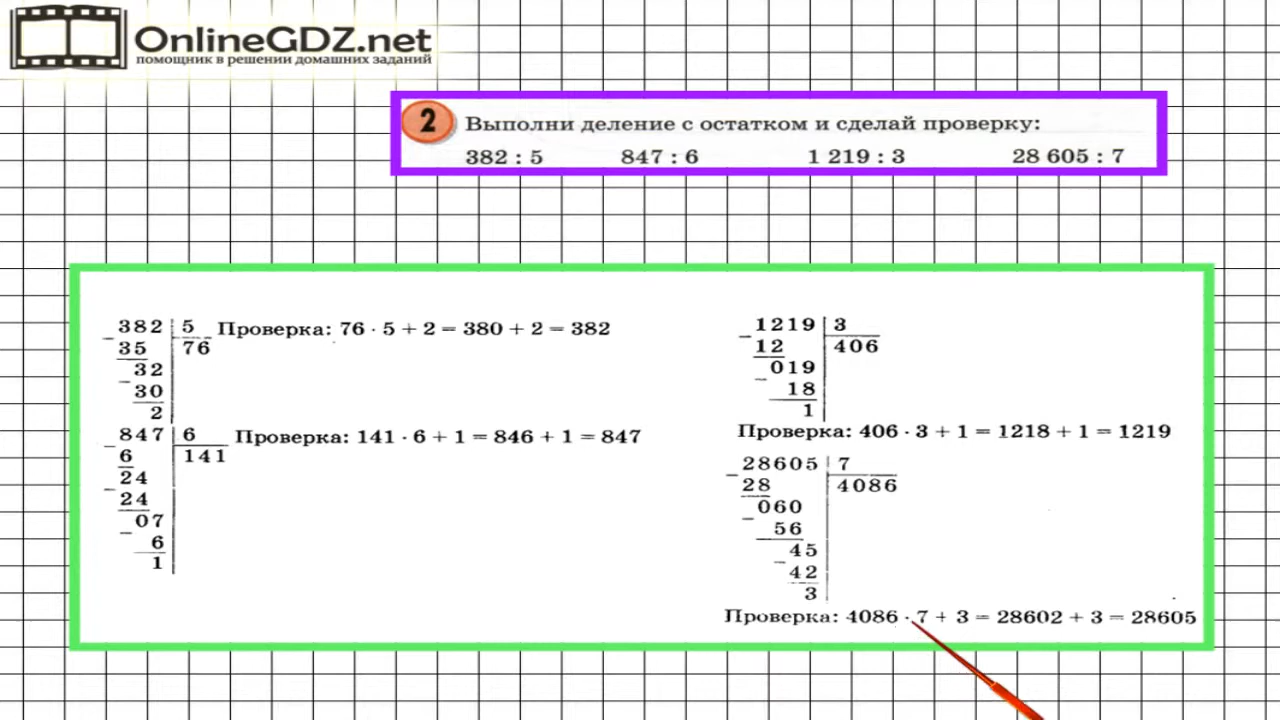 OnlineGDZ.net
помощник в решении домашних заданий
2 Выполни деление с остатком и сделай проверку:
382 : 5 847 : 6 1 219 : 3 28 605 : 7
382 5 Проверка: 76 · 5 + 2 = 380 + 2 = 382
35 76
32
30
2
847 6 Проверка: 141 · 6 + 1 = 846 + 1 = 847
6 141
24
24
07
6
1
1219 3
12 406
019
18
1
Проверка: 406 · 3 + 1 = 1218 + 1 = 1219
28605 7
28 4086
060
56
45
42
3
Проверка: 4086 · 7 + 3 = 28602 + 3 = 28605